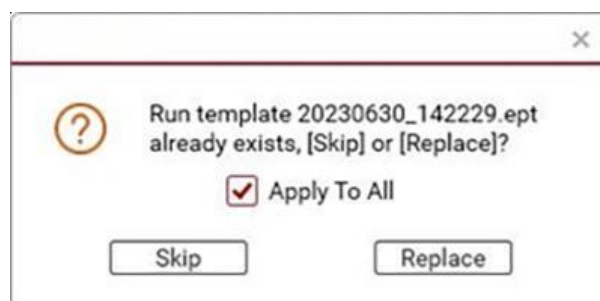 Run template 20230630_142229.ept
already exists, [Skip] or [Replace]?
Apply To All
Skip
Replace